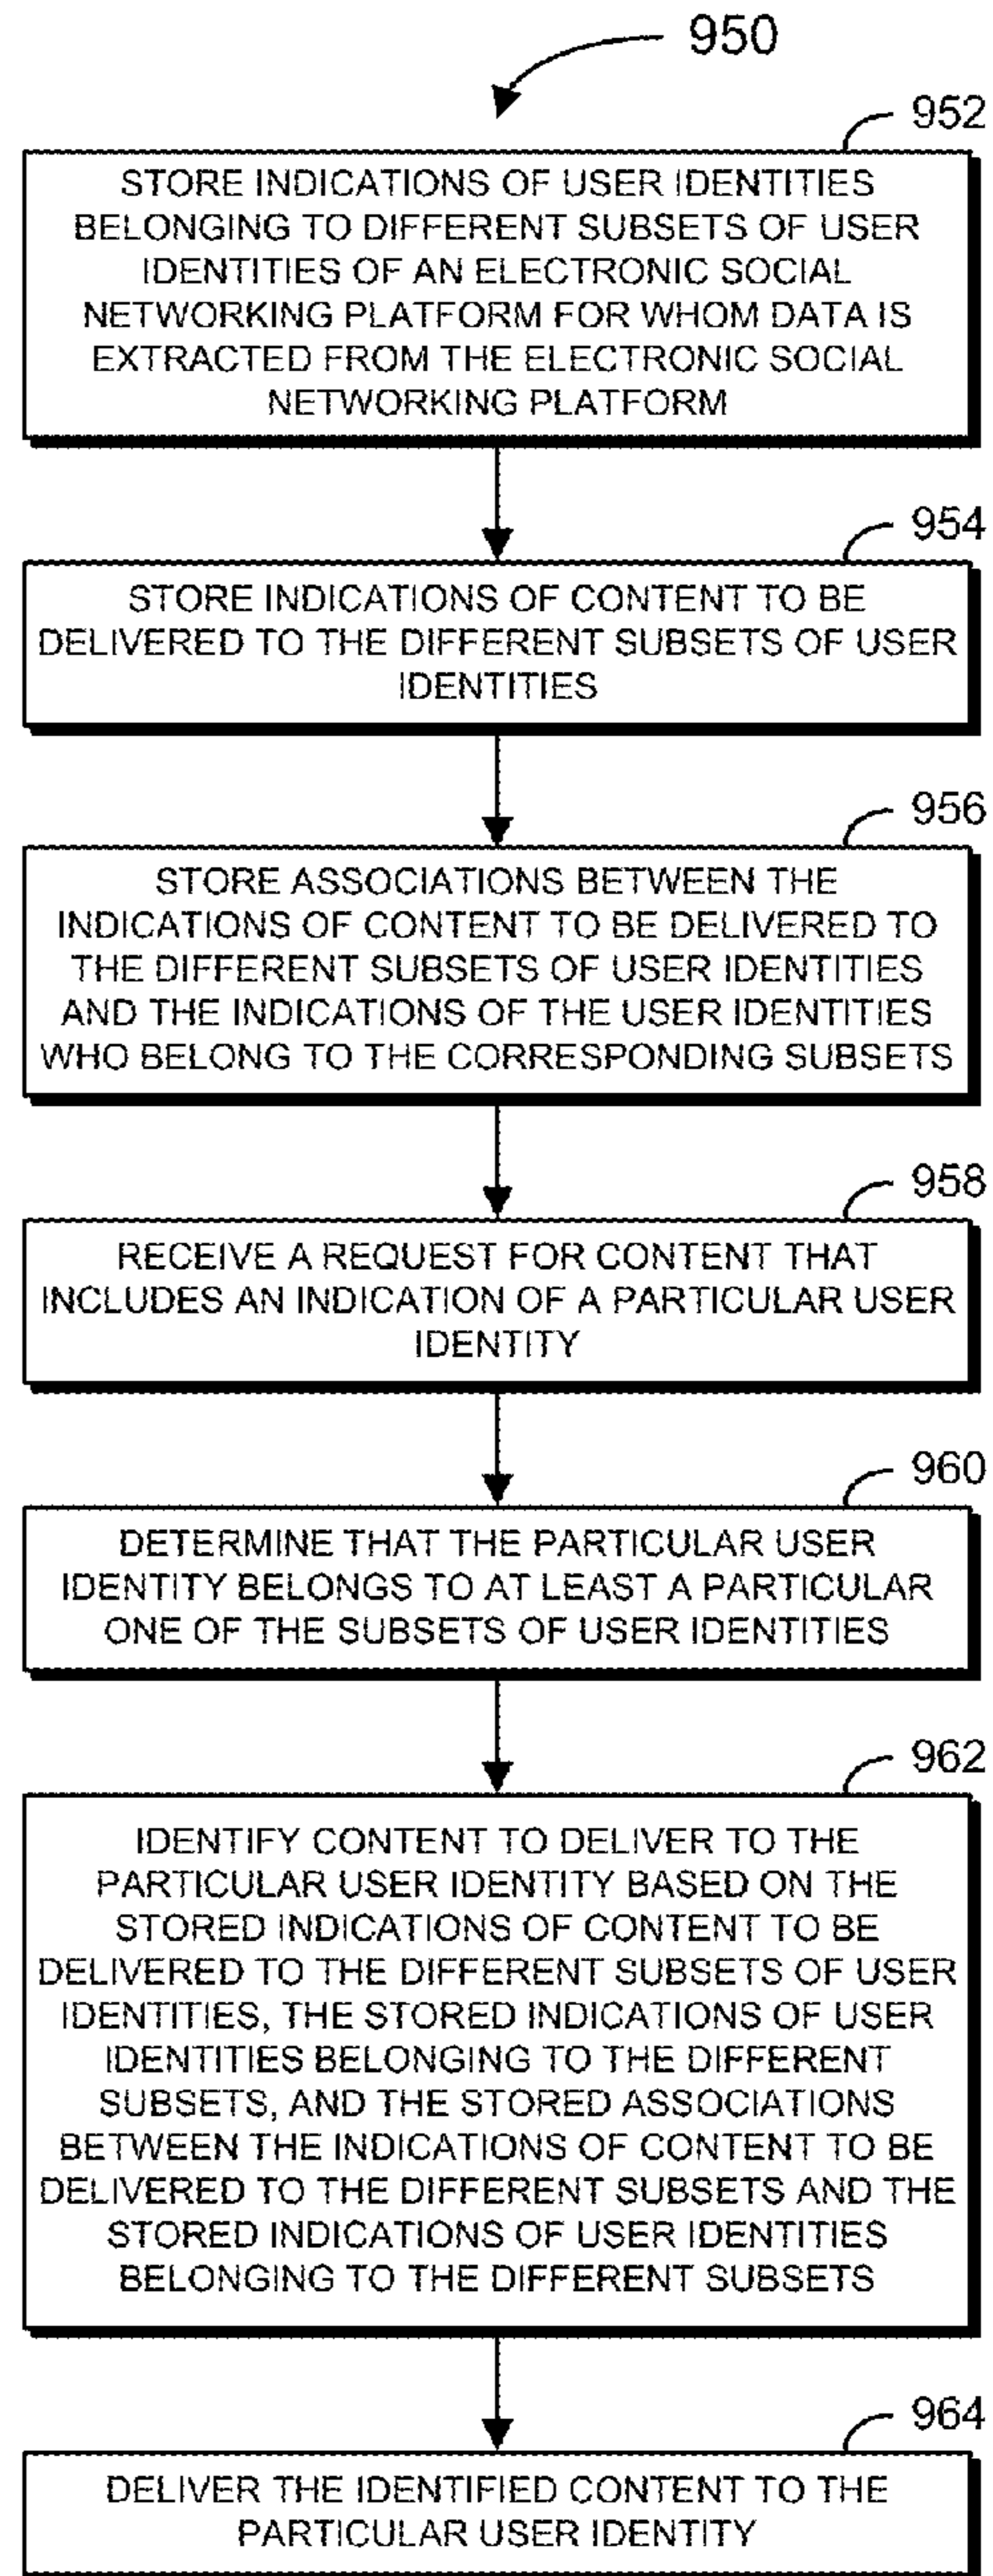 950
952
STORE INDICATIONS OF USER IDENTITIES
BELONGING TO DIFFERENT SUBSETS OF USER
IDENTITIES OF AN ELECTRONIC SOCIAL
NETWORKING PLATFORM FOR WHOM DATA IS
EXTRACTED FROM THE ELECTRONIC SOCIAL
NETWORKING PLATFORM
954
STORE INDICATIONS OF CONTENT TO BE
DELIVERED TO THE DIFFERENT SUBSETS OF USER
IDENTITIES
956
STORE ASSOCIATIONS BETWEEN THE
INDICATIONS OF CONTENT TO BE DELIVERED TO
THE DIFFERENT SUBSETS OF USER IDENTITIES
AND THE INDICATIONS OF THE USER IDENTITIES
WHO BELONG TO THE CORRESPONDING SUBSETS
958
RECEIVE A REQUEST FOR CONTENT THAT
INCLUDES AN INDICATION OF A PARTICULAR USER
IDENTITY
960
DETERMINE THAT THE PARTICULAR USER
IDENTITY BELONGS TO AT LEAST A PARTICULAR
ONE OF THE SUBSETS OF USER IDENTITIES
962
IDENTIFY CONTENT TO DELIVER TO THE
PARTICULAR USER IDENTITY BASED ON THE
STORED INDICATIONS OF CONTENT TO BE
DELIVERED TO THE DIFFERENT SUBSETS OF USER
IDENTITIES, THE STORED INDICATIONS OF USER
IDENTITIES BELONGING TO THE DIFFERENT
SUBSETS, AND THE STORED ASSOCIATIONS
BETWEEN THE INDICATIONS OF CONTENT TO BE
DELIVERED TO THE DIFFERENT SUBSETS AND THE
STORED INDICATIONS OF USER IDENTITIES
BELONGING TO THE DIFFERENT SUBSETS
964
DELIVER THE IDENTIFIED CONTENT TO THE
PARTICULAR USER IDENTITY